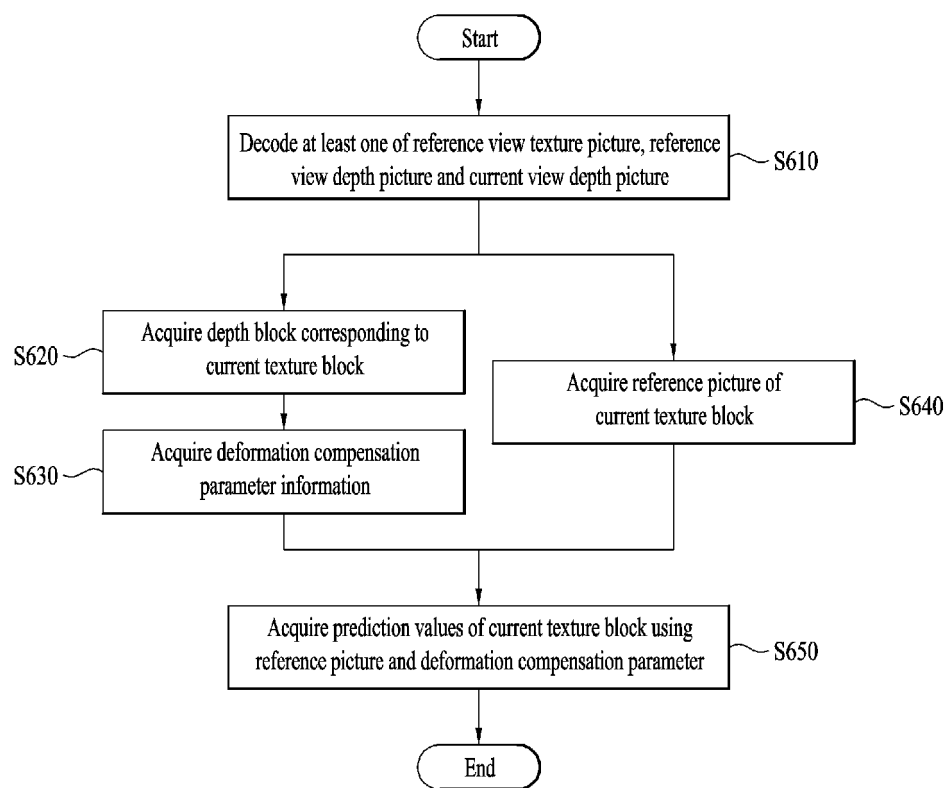 Start
Decode at least one of reference view texture picture, reference
view depth picture and current view depth picture
S610
S620
Acquire depth block corresponding to
current texture block
S630
Acquire deformation compensation
parameter information
Acquire reference picture of
current texture block
S640
Acquire prediction values of current texture block using
reference picture and deformation compensation parameter
S650
End